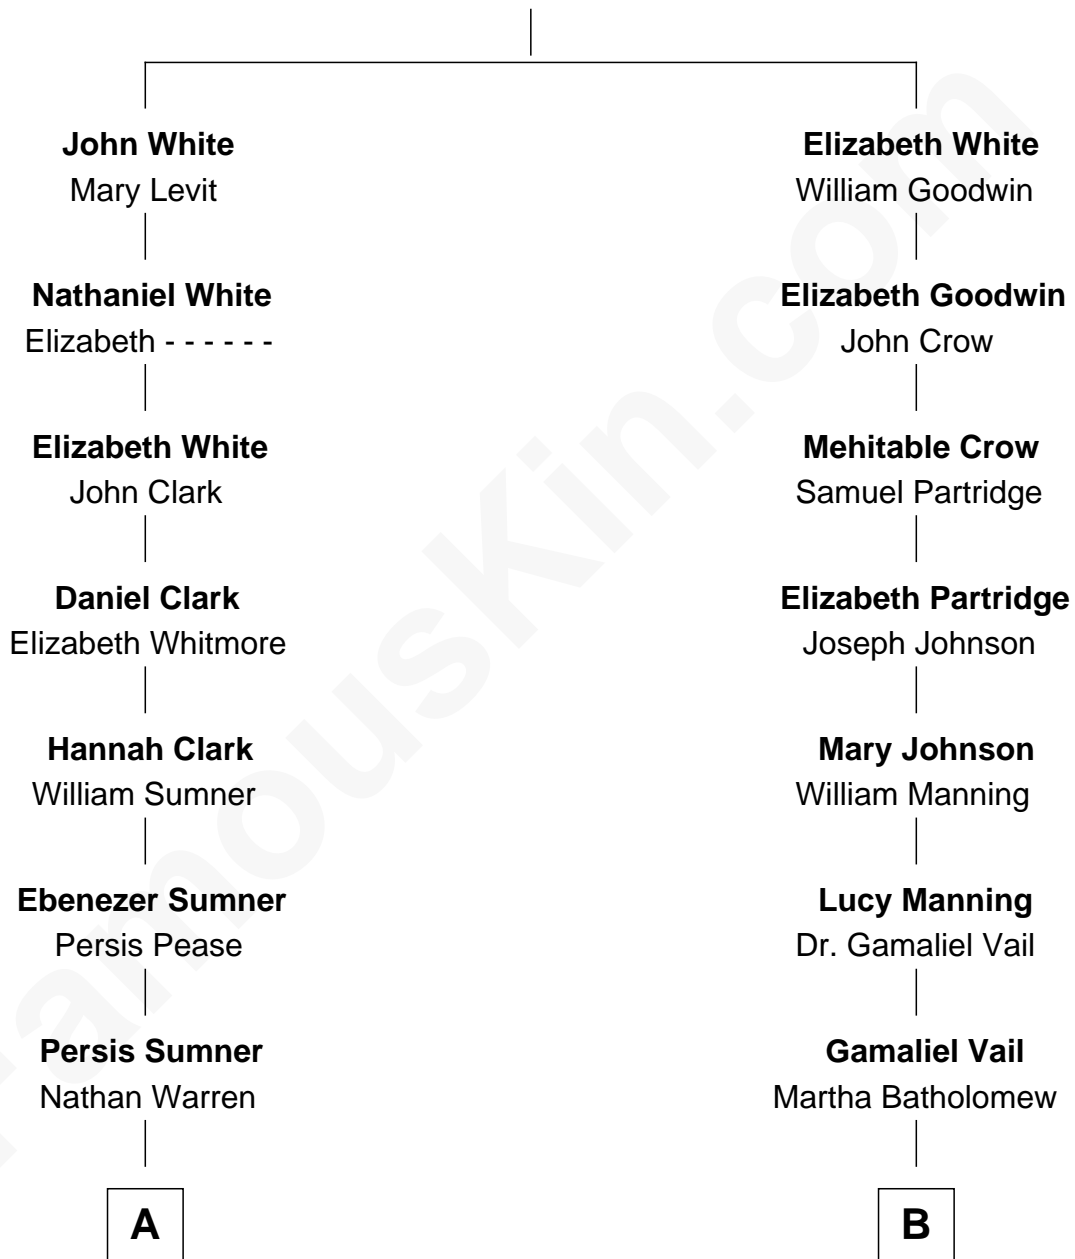 John White
Mary Levit
Nathaniel White
Elizabeth - - - - - -
Elizabeth White
John Clark
Daniel Clark
Elizabeth Whitmore
Hannah Clark
William Sumner
Ebenezer Sumner
Persis Pease
Persis Sumner
Nathan Warren
A
Elizabeth White
William Goodwin
Elizabeth Goodwin
John Crow
Mehitable Crow
Samuel Partridge
Elizabeth Partridge
Joseph Johnson
Mary Johnson
William Manning
Lucy Manning
Dr. Gamaliel Vail
Gamaliel Vail
Martha Batholomew
B
FamousKin.com